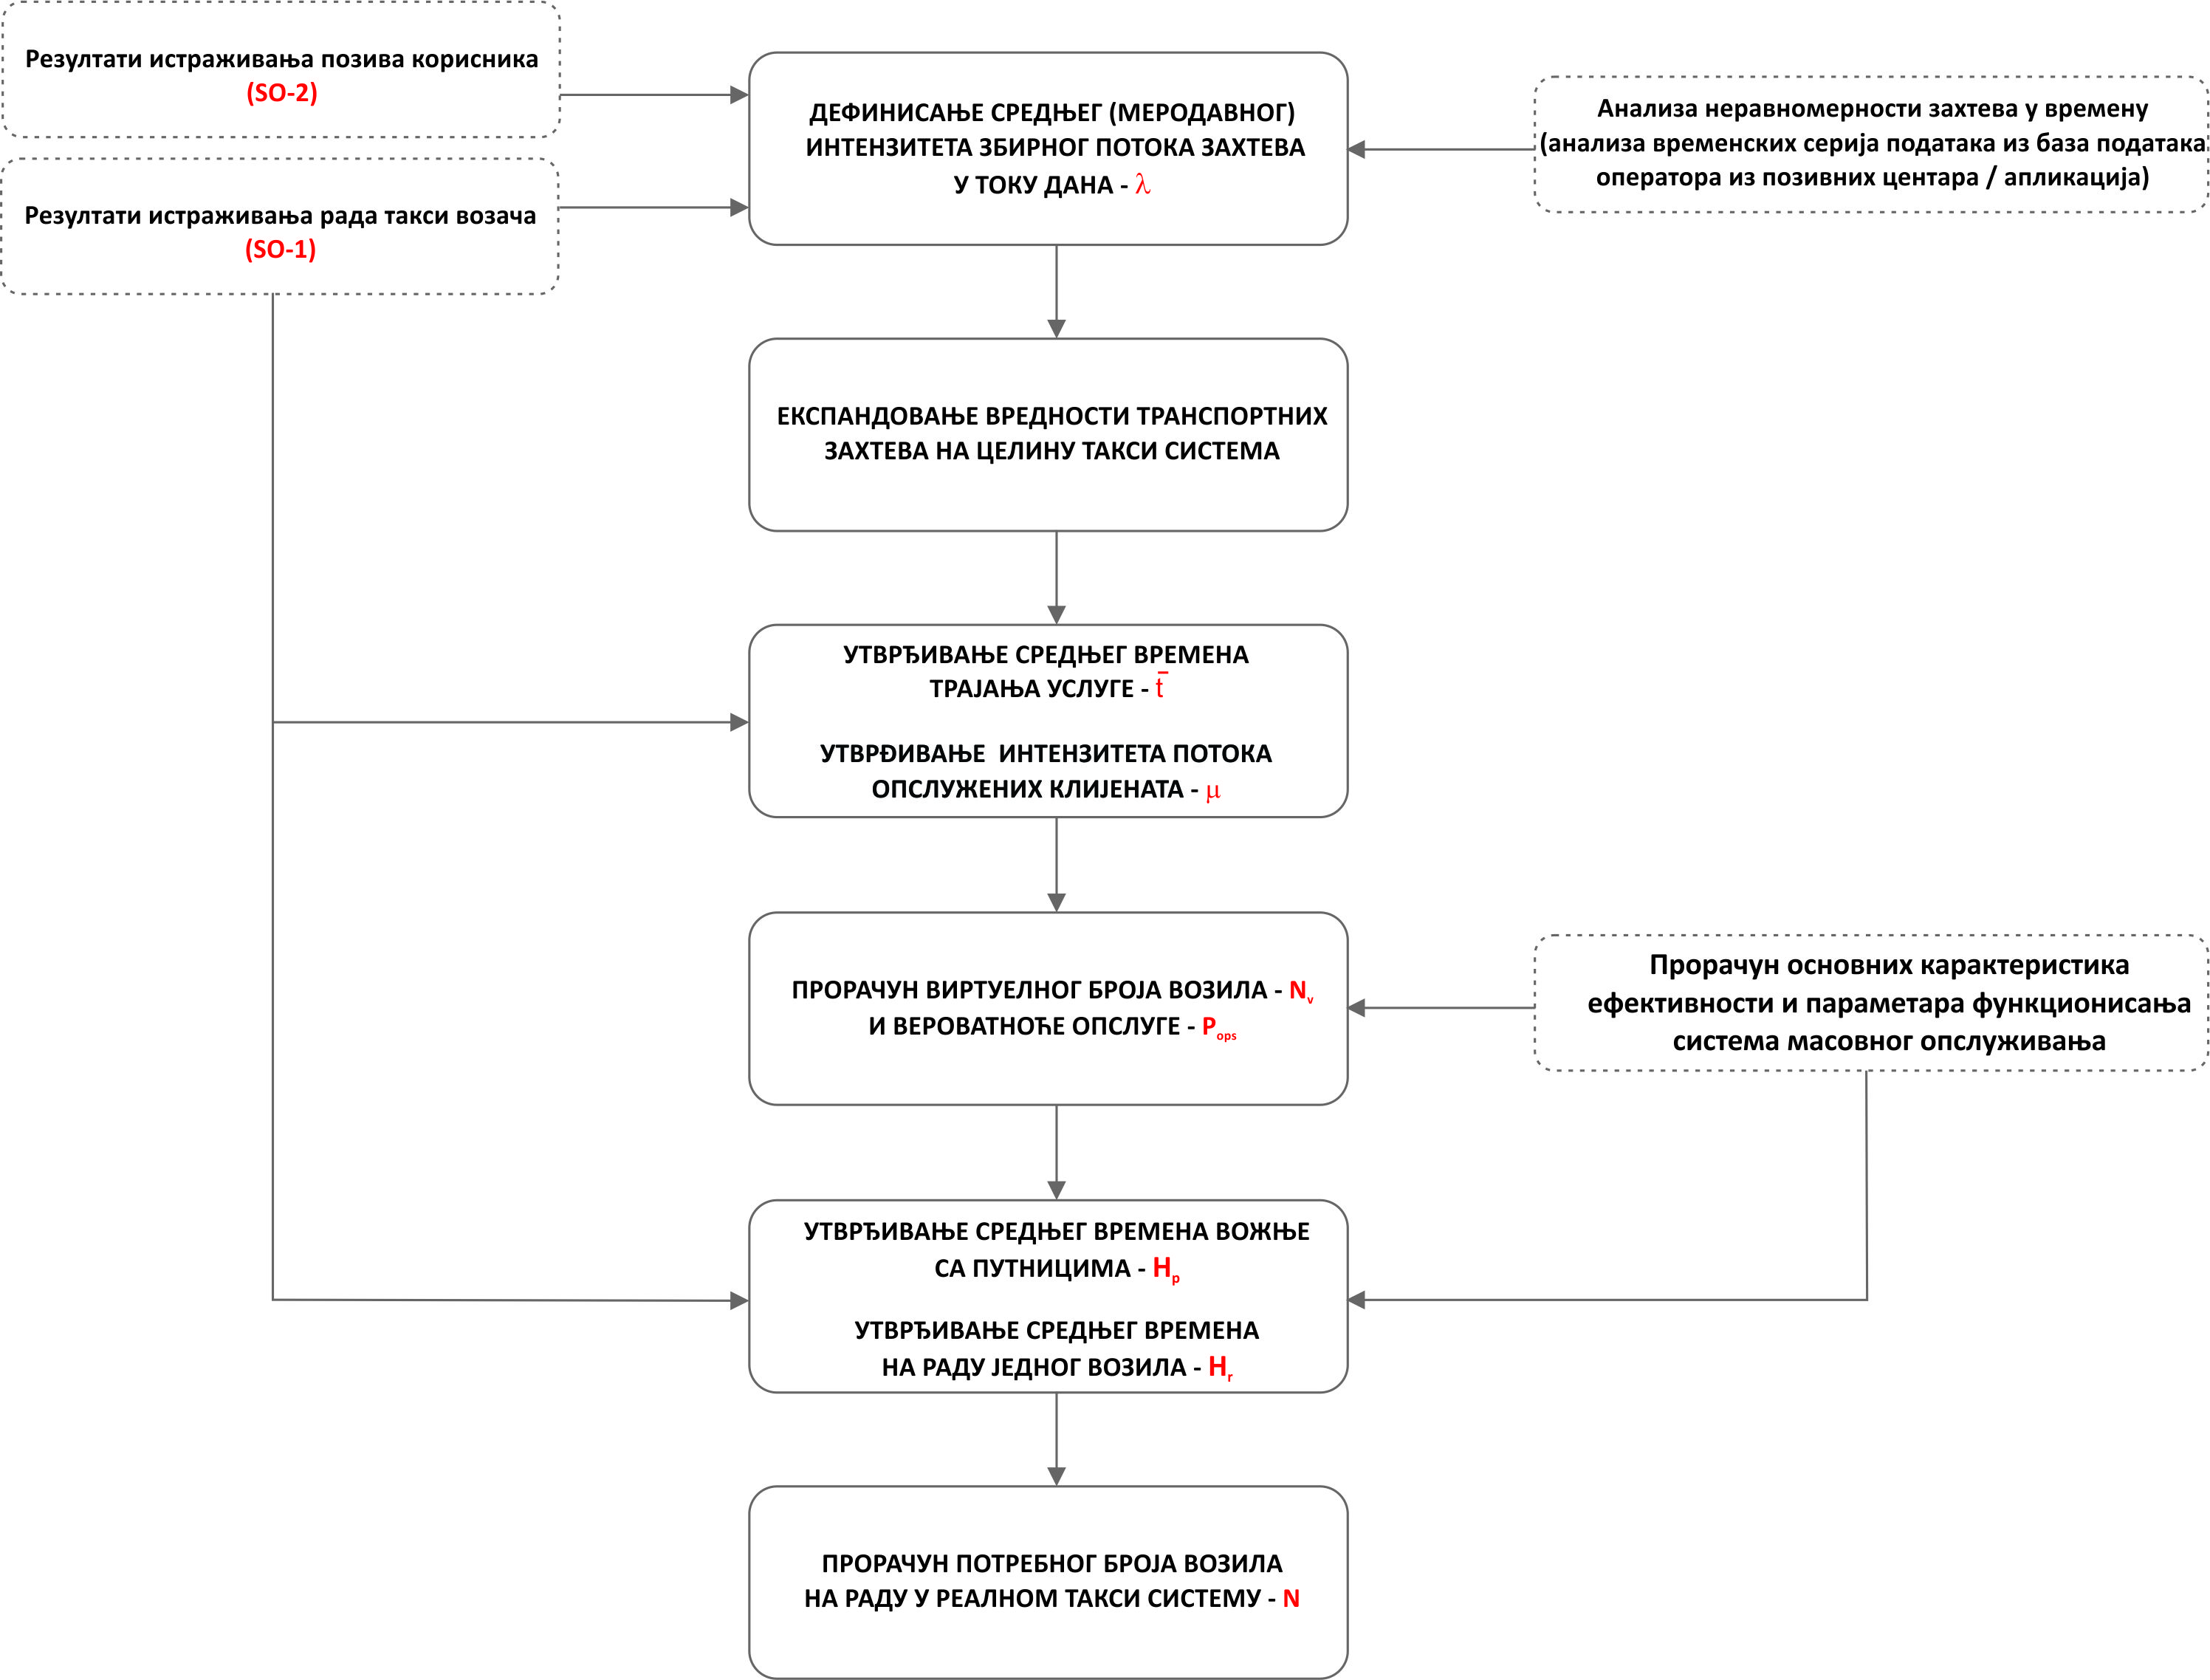 Резултати истраживања позива корисника
(SO-2)
Резултати истраживања рада такси возача
(SO-1)
ДЕФИНИСАЊЕ СРЕДЊЕГ (МЕРОДАВНОГ)
ИНТЕНЗИТЕТА ЗБИРНОГ ПОТОКА ЗАХТЕВА
У ТОКУ ДАНА - λ
Анализа неравномерности захтева у времену
(анализа временских серија података из база података
оператора из позивних центара / апликација)
ЕКСПАНДОВАЊЕ ВРЕДНОСТИ ТРАНСПОРТНИХ
ЗАХТЕВА НА ЦЕЛИНУ ТАКСИ СИСТЕМА
УТВРЂИВАЊЕ СРЕДЊЕГ ВРЕМЕНА
ТРАЈАЊА УСЛУГЕ - t̄
УТВРĐИВАЊЕ ИНТЕНЗИТЕТА ПОТОКА
ОПСЛУЖЕНИХ КЛИЈЕНАТА - μ
ПРОРАЧУН ВИРТУЕЛНОГ БРОЈА ВОЗИЛА - Nv
И ВЕРОВАТНОЋЕ ОПСЛУГЕ - Pops
Прорачун основних карактеристика
ефективности и параметара функционисања
система масовног опслуживања
УТВРЂИВАЊЕ СРЕДЊЕГ ВРЕМЕНА ВОЖЊЕ
СА ПУТНИЦИМА - Hp
УТВРЂИВАЊЕ СРЕДЊЕГ ВРЕМЕНА
НА РАДУ ЈЕДНОГ ВОЗИЛА - Hr
ПРОРАЧУН ПОТРЕБНОГ БРОЈА ВОЗИЛА
НА РАДУ У РЕАЛНОМ ТАКСИ СИСТЕМУ - N